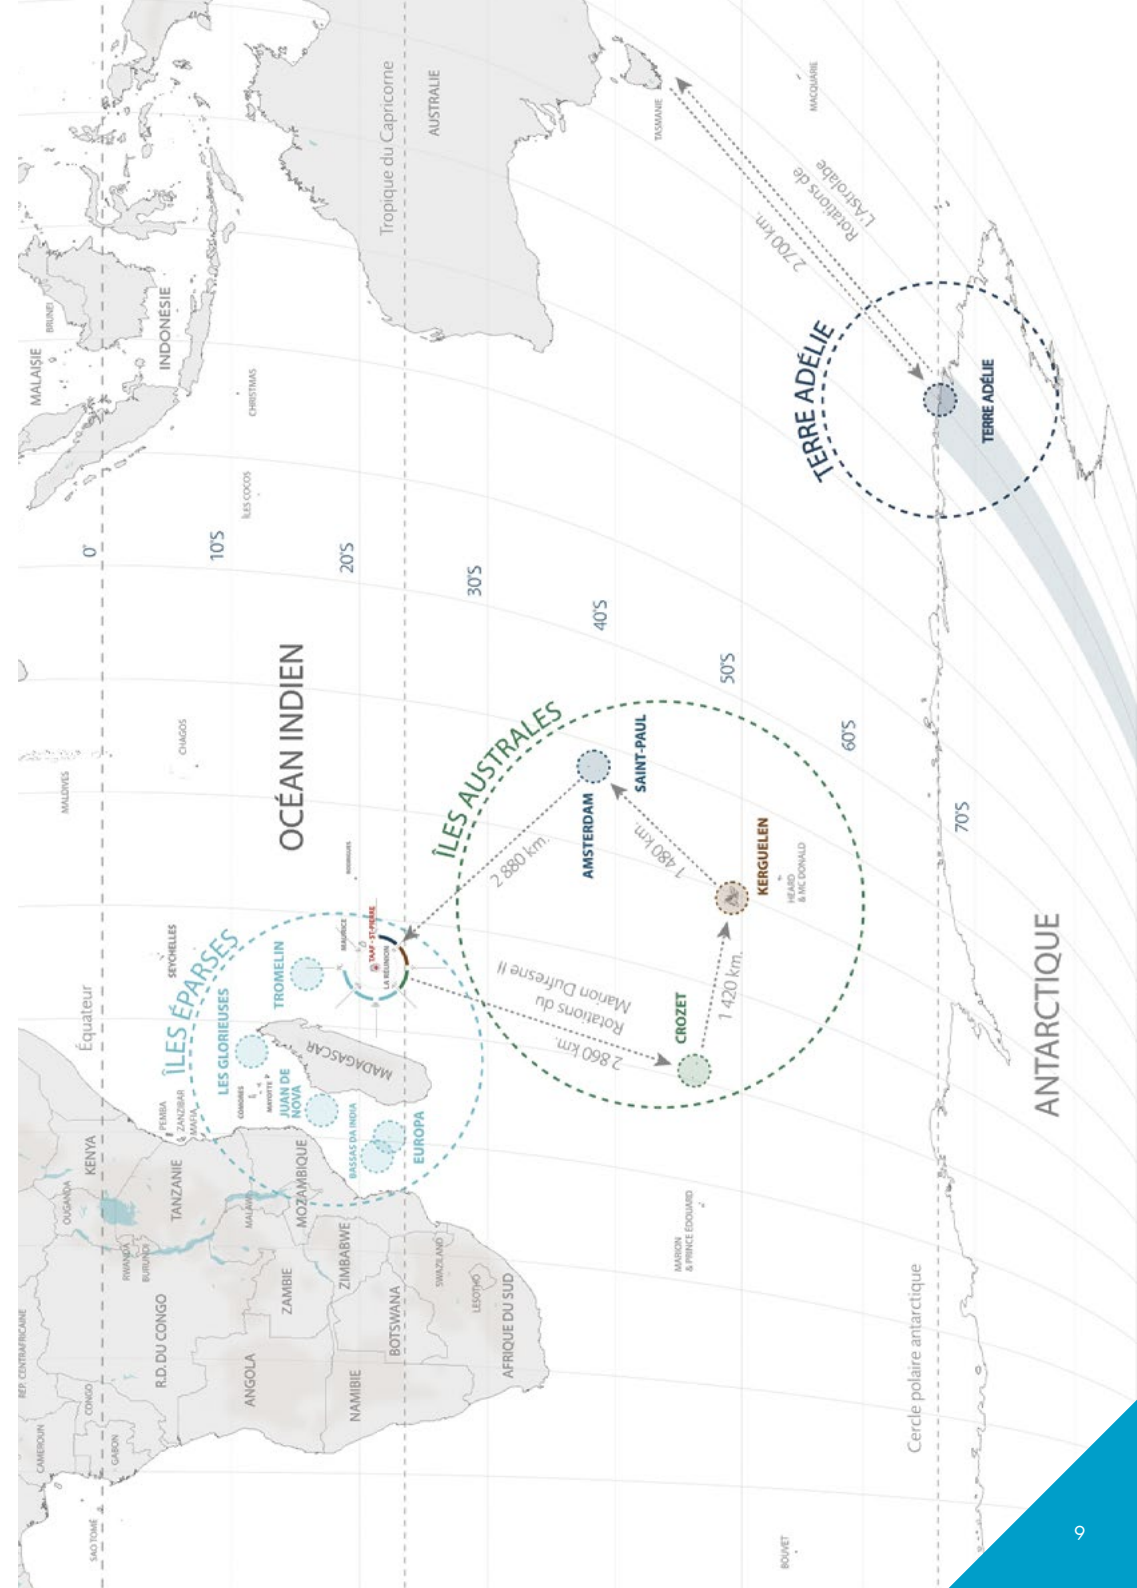 RÉP. CENTRAFRICAINE
CAMEROUN
SAO TOMÉ
GABON
CONGO
R.D. DU CONGO
OUGANDA
RWANDA
BURUNDI
KENYA
TANZANIE
PEMBA
ZANZIBAR
MAFIA
ANGOLA
ZAMBIE
MALAWI
MOZAMBIQUE
NAMIBIE
BOTSWANA
ZIMBABWE
SWAZILAND
LESOTHO
AFRIQUE DU SUD
Équateur
ÎLES ÉPARSES
SEYCHELLES
LES GLORIEUSES
COMORES
MAYOTTE
JUAN DE
NOVA
BASSAS DA INDIA
EUROPA
TROMELIN
MADAGASCAR
MAURICE
TAAF - ST-PIERRE
LA RÉUNION
RODRIGUES
MALDIVES
CHAGOS
OCÉAN INDIEN
0°
10°S
20°S
30°S
40°S
50°S
60°S
70°S
MALAISIE
BRUNEI
INDONÉSIE
CHRISTMAS
ÎLES COCOS
Tropique du Capricorne
AUSTRALIE
TASMANIE
MACQUARIE
Rotations de
L'Astrolabe
2 700 km.
TERRE ADÉLIE
TERRE ADÉLIE
ÎLES AUSTRALES
AMSTERDAM
SAINT-PAUL
2 880 km.
1 480 km.
KERGUELEN
HEARD
& MC DONALD
1 420 km.
CROZET
Rotations du
Marion Dufresne II
2 860 km.
MARION
& PRINCE ÉDOUARD
BOUVET
Cercle polaire antarctique
ANTARCTIQUE
9